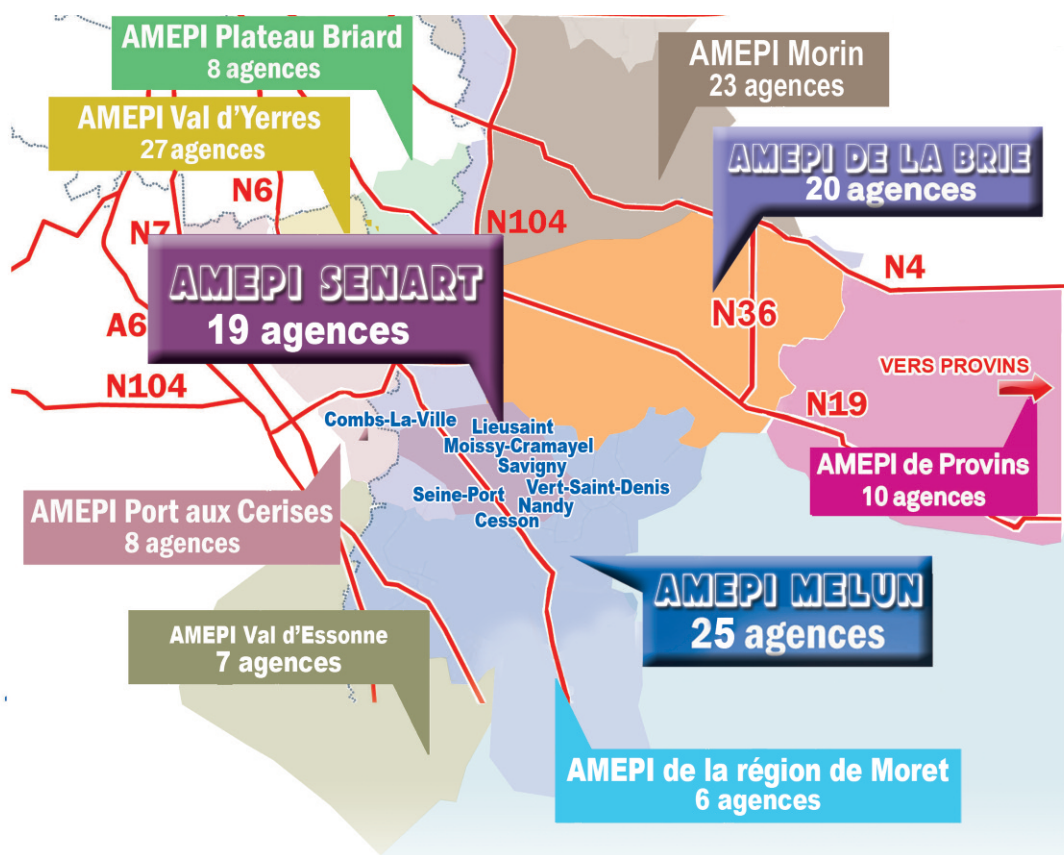 AMEPI Plateau Briard
8 agences
AMEPI Morin
23 agences
AMEPI Val d'Yerres
27 agences
AMEPI DE LA BRIE
20 agences
N6
N7
N104
AMEPI SENART
19 agences
N4
N36
A6
N104
VERS PROVINS
N19
Combs-La-Ville
Lieusaint
Moissy-Cramayel
Savigny
Seine-Port
Vert-Saint-Denis
Nandy
Cesson
AMEPI de Provins
10 agences
AMEPI Port aux Cerises
8 agences
AMEPI MELUN
25 agences
AMEPI Val d'Essonne
7 agences
AMEPI de la région de Moret
6 agences